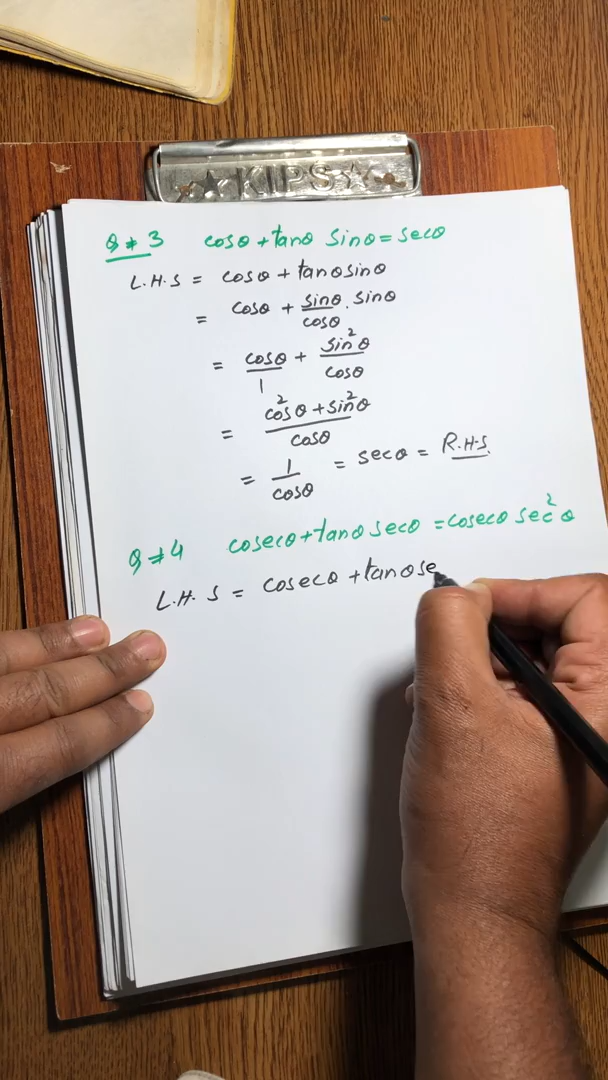 KIPS
Q # 3 cosθ + tanθ sinθ = secθ
L.H.S = cosθ + tanθ sinθ
= cosθ + sinθ/cosθ . sinθ
= cosθ/1 + sin²θ/cosθ
= cos²θ + sin²θ/cosθ
= 1/cosθ = secθ = R.H.S.
Q # 4 cosecθ + tanθ secθ = cosecθ sec²θ
L.H.S = cosecθ + tanθ se